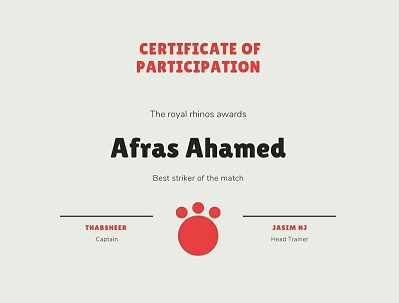 CERTIFICATE OF
PARTICIPATION
The royal rhinos awards
Afras Ahamed
Best striker of the match
THABSHEER
Captain
JASIM NJ
Head Trainer